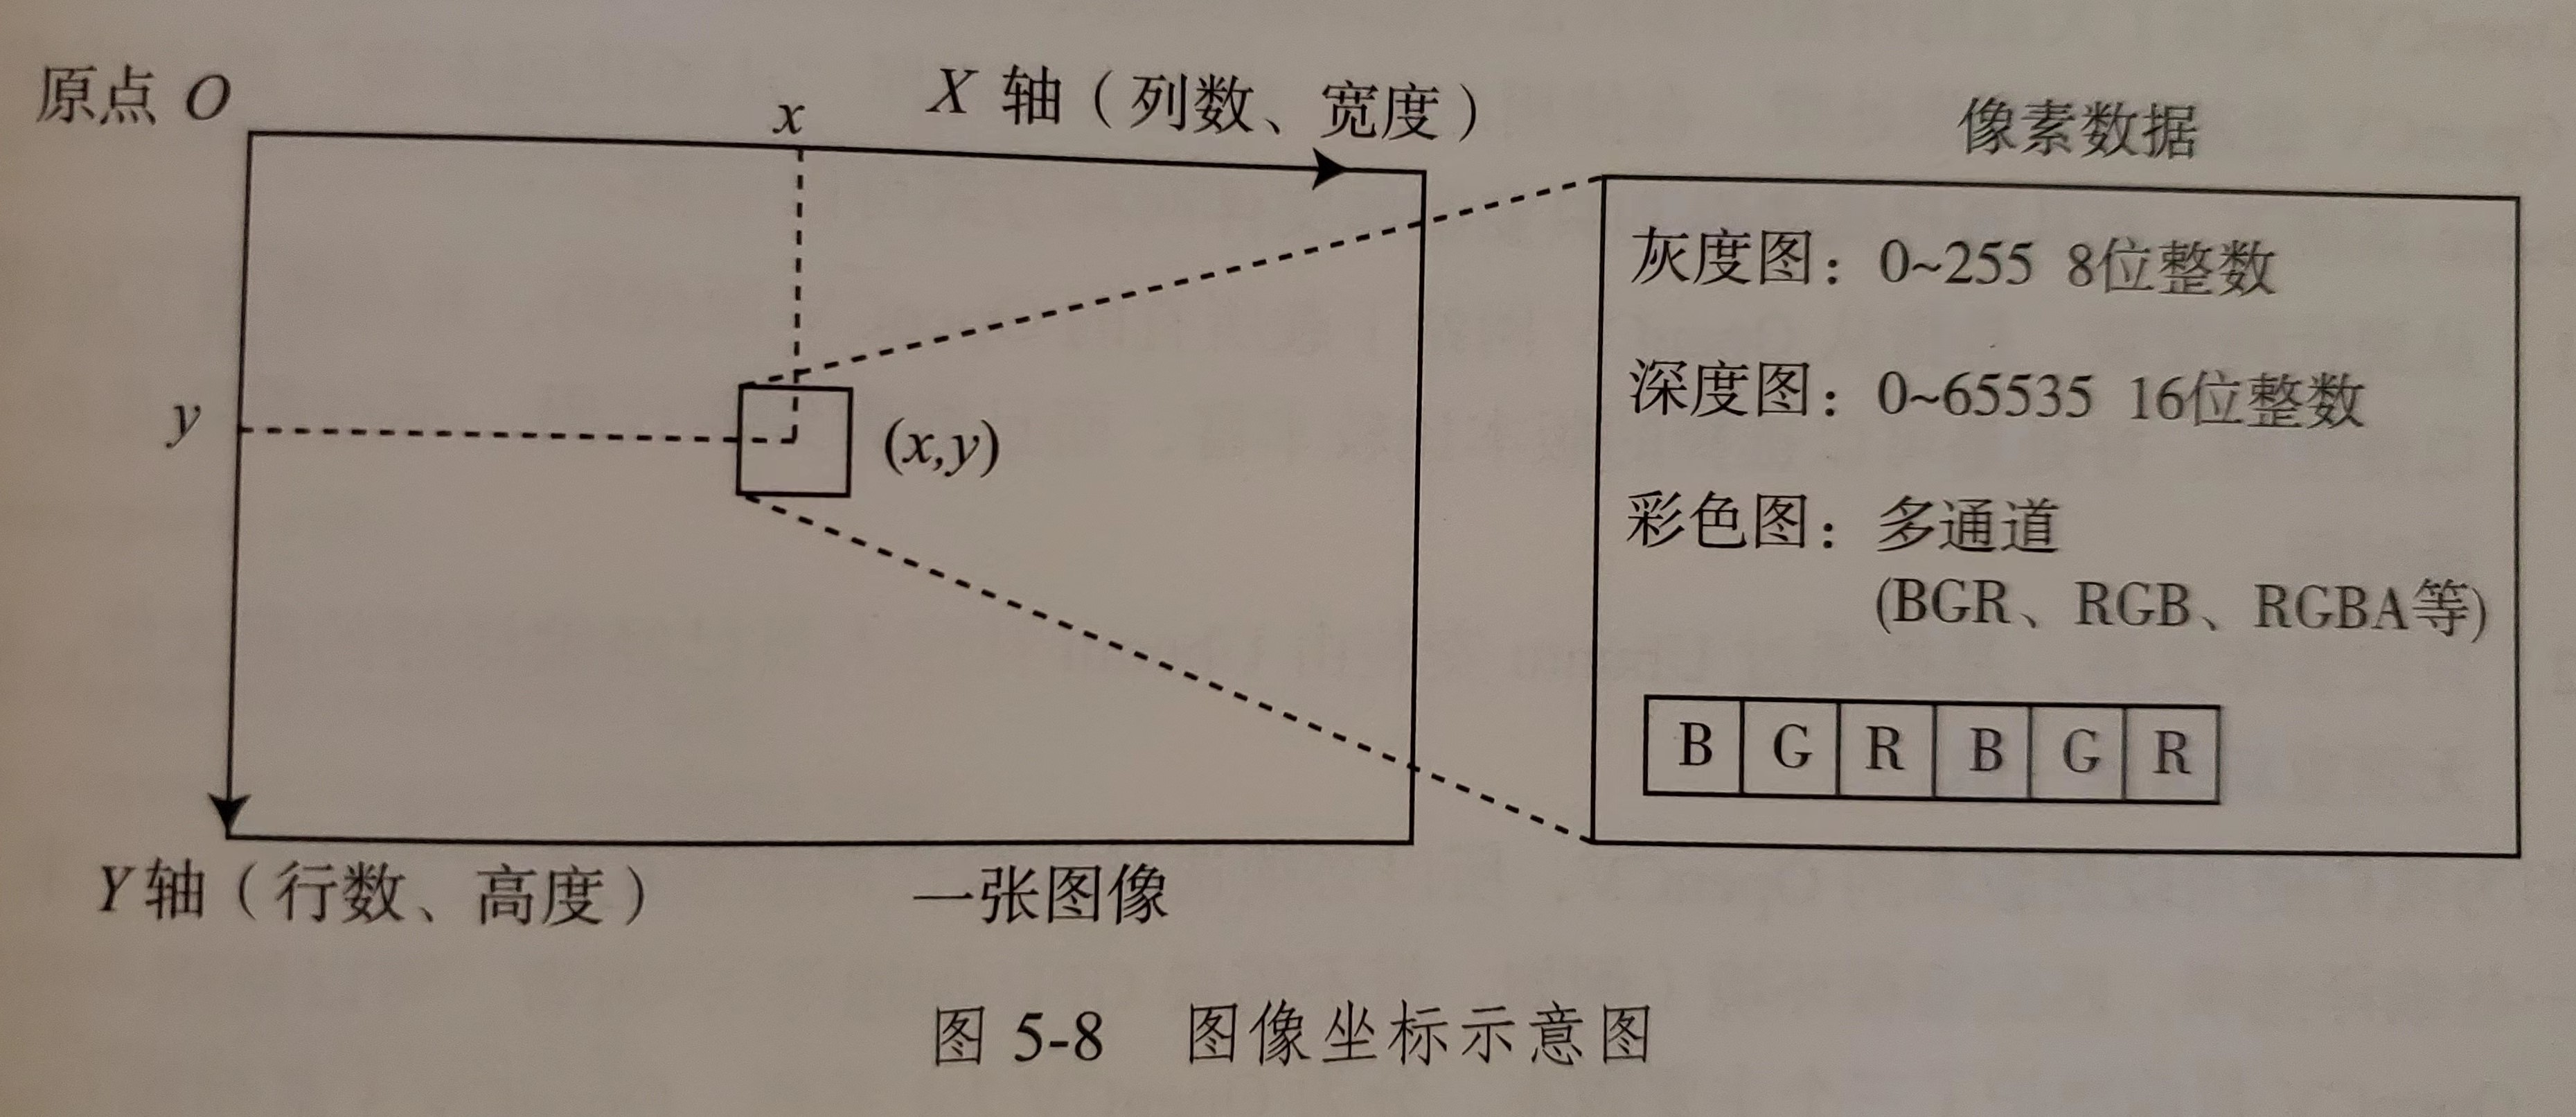 原点 O
x
X 轴（列数、宽度）
像素数据
灰度图：0~255 8位整数
深度图：0~65535 16位整数
y
(x,y)
彩色图：多通道
(BGR、RGB、RGBA等)
B G R B G R
Y轴（行数、高度）
一张图像
图 5-8 图像坐标示意图